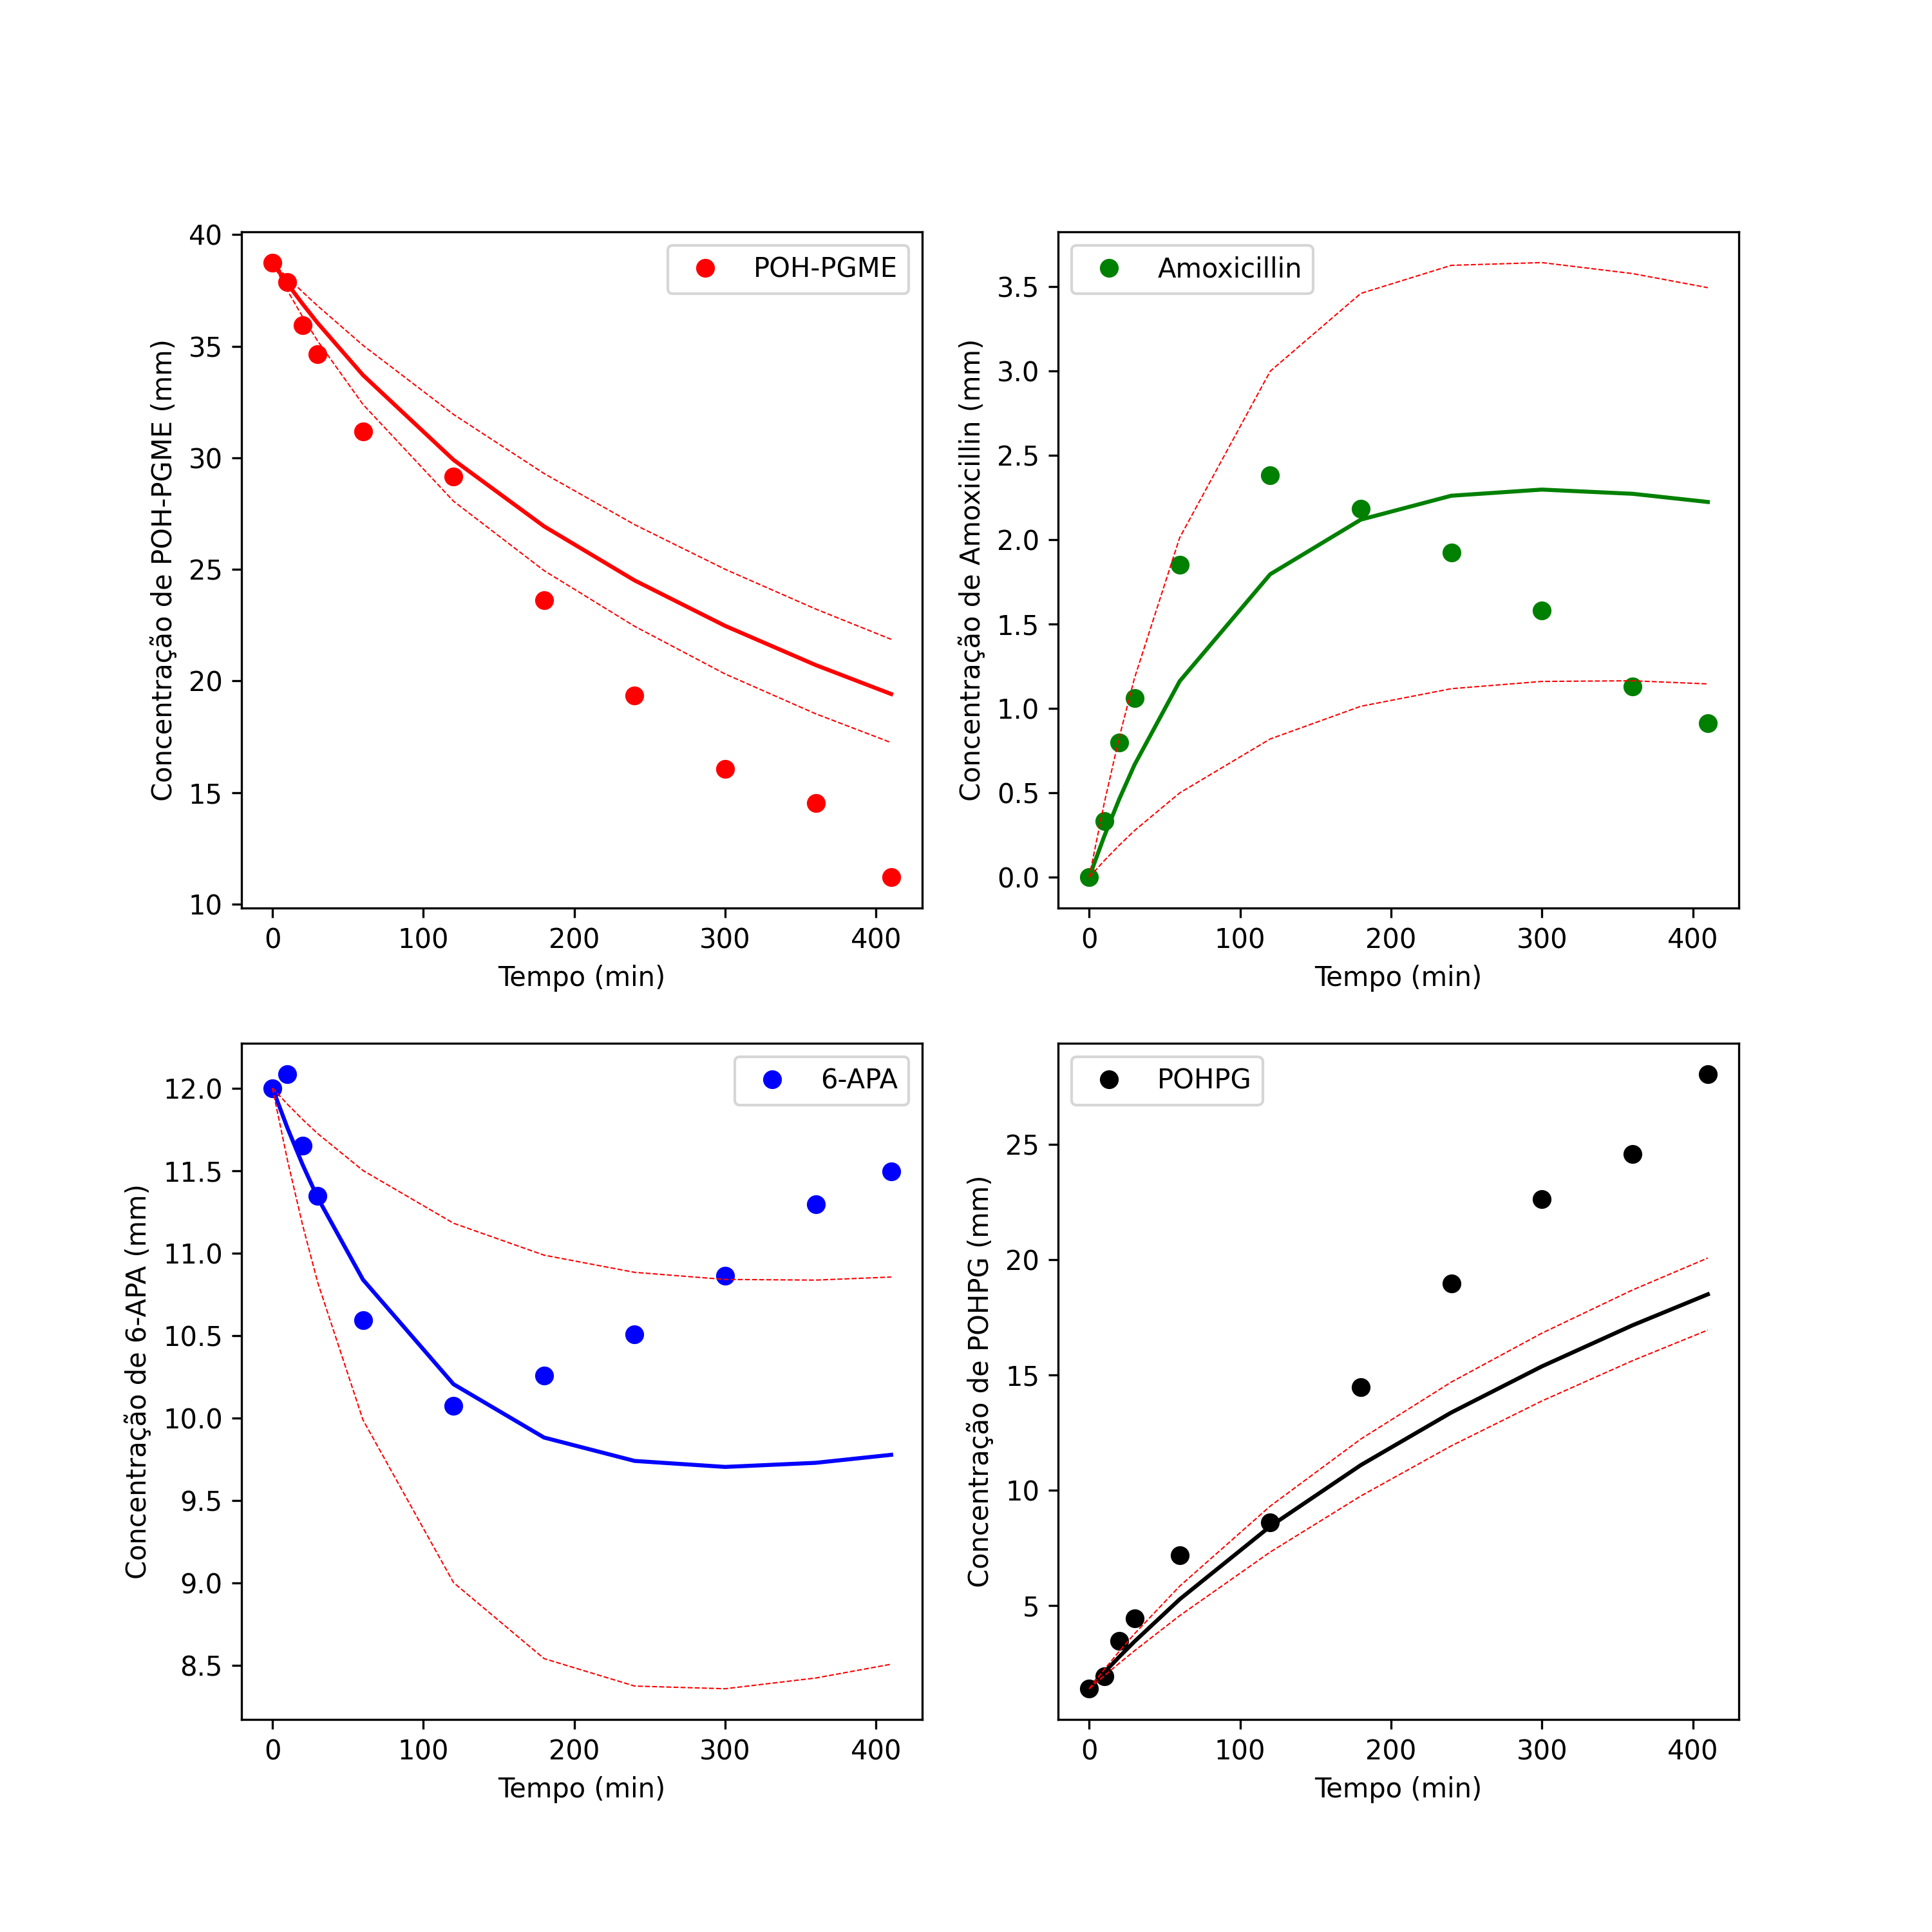 POH-PGME
Concentração de POH-PGME (mm)
40
35
30
25
20
15
10
0 100 200 300 400
Tempo (min)
Amoxicillin
Concentração de Amoxicillin (mm)
3.5
3.0
2.5
2.0
1.5
1.0
0.5
0.0
0 100 200 300 400
Tempo (min)
6-APA
Concentração de 6-APA (mm)
12.0
11.5
11.0
10.5
10.0
9.5
9.0
8.5
0 100 200 300 400
Tempo (min)
POHPG
Concentração de POHPG (mm)
25
20
15
10
5
0 100 200 300 400
Tempo (min)